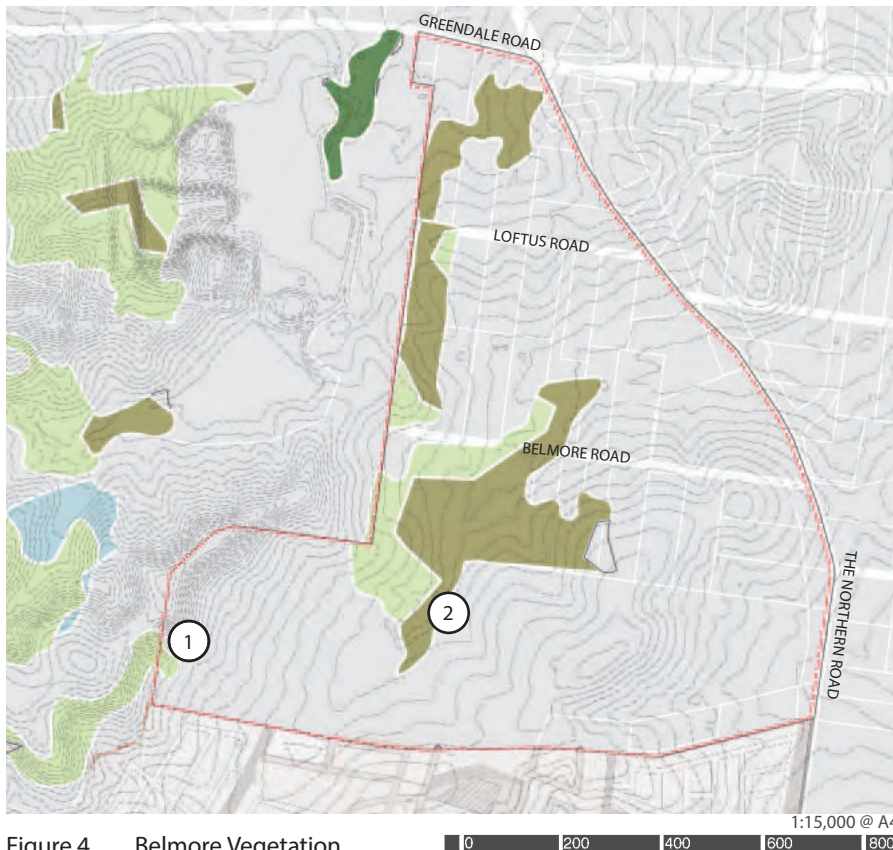 GREENDALE ROAD
LOFTUS ROAD
BELMORE ROAD
THE NORTHERN ROAD
1
2
1:15,000 @ A4
Figure 4 Belmore Vegetation
0 200 400 600 800